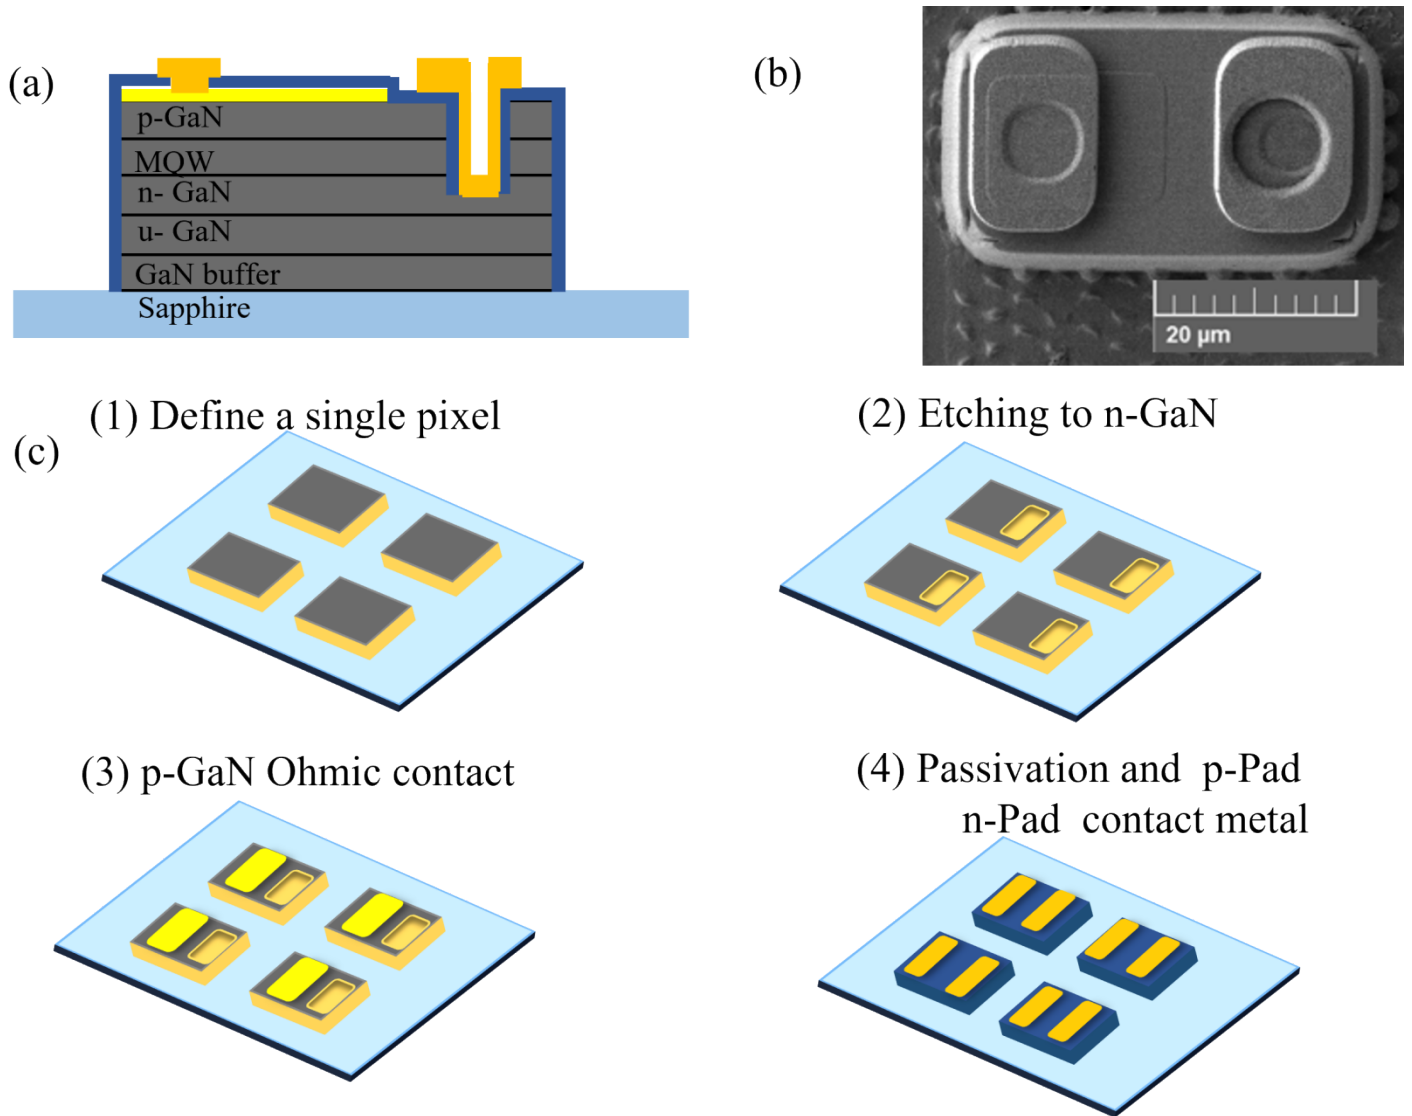 (a)
p-GaN
MQW
n- GaN
u- GaN
GaN buffer
Sapphire
(b)
20 µm
(c)
(1) Define a single pixel
(2) Etching to n-GaN
(3) p-GaN Ohmic contact
(4) Passivation and p-Pad
n-Pad contact metal